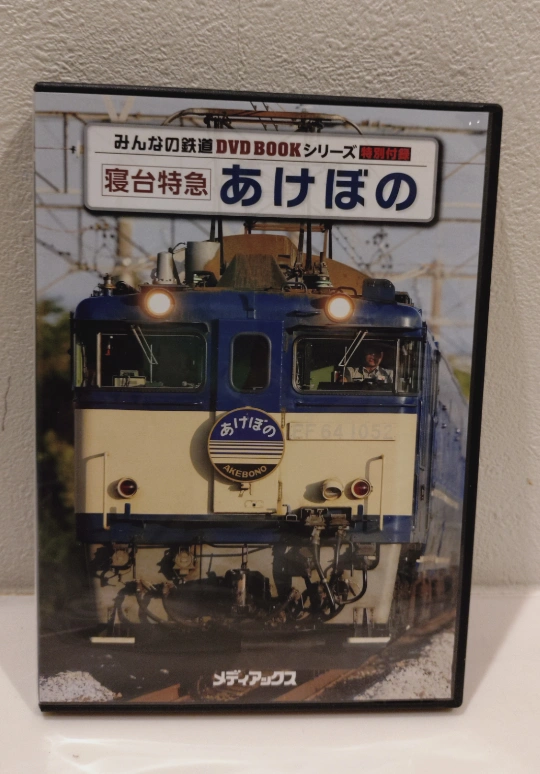 みんなの鉄道DVD BOOKシリーズ 特別付録
寝台特急 あけぼの
あけぼの
AKEBONO
EF 64 1052
メディアックス